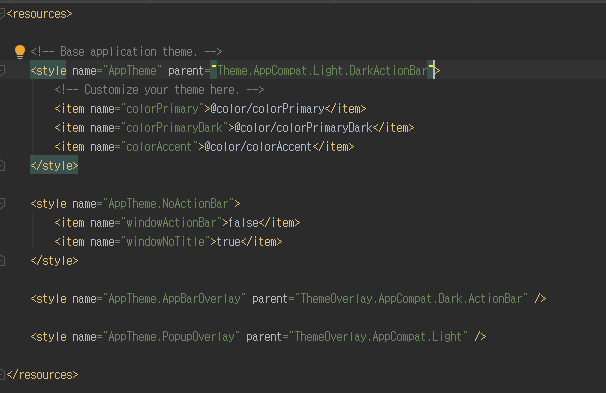 <resources>
<!-- Base application theme. -->
<style name="AppTheme" parent="Theme.AppCompat.Light.DarkActionBar">
<!-- Customize your theme here. -->
<item name="colorPrimary">@color/colorPrimary</item>
<item name="colorPrimaryDark">@color/colorPrimaryDark</item>
<item name="colorAccent">@color/colorAccent</item>
</style>
<style name="AppTheme.NoActionBar">
<item name="windowActionBar">false</item>
<item name="windowNoTitle">true</item>
</style>
<style name="AppTheme.AppBarOverlay" parent="ThemeOverlay.AppCompat.Dark.ActionBar" />
<style name="AppTheme.PopupOverlay" parent="ThemeOverlay.AppCompat.Light" />
</resources>